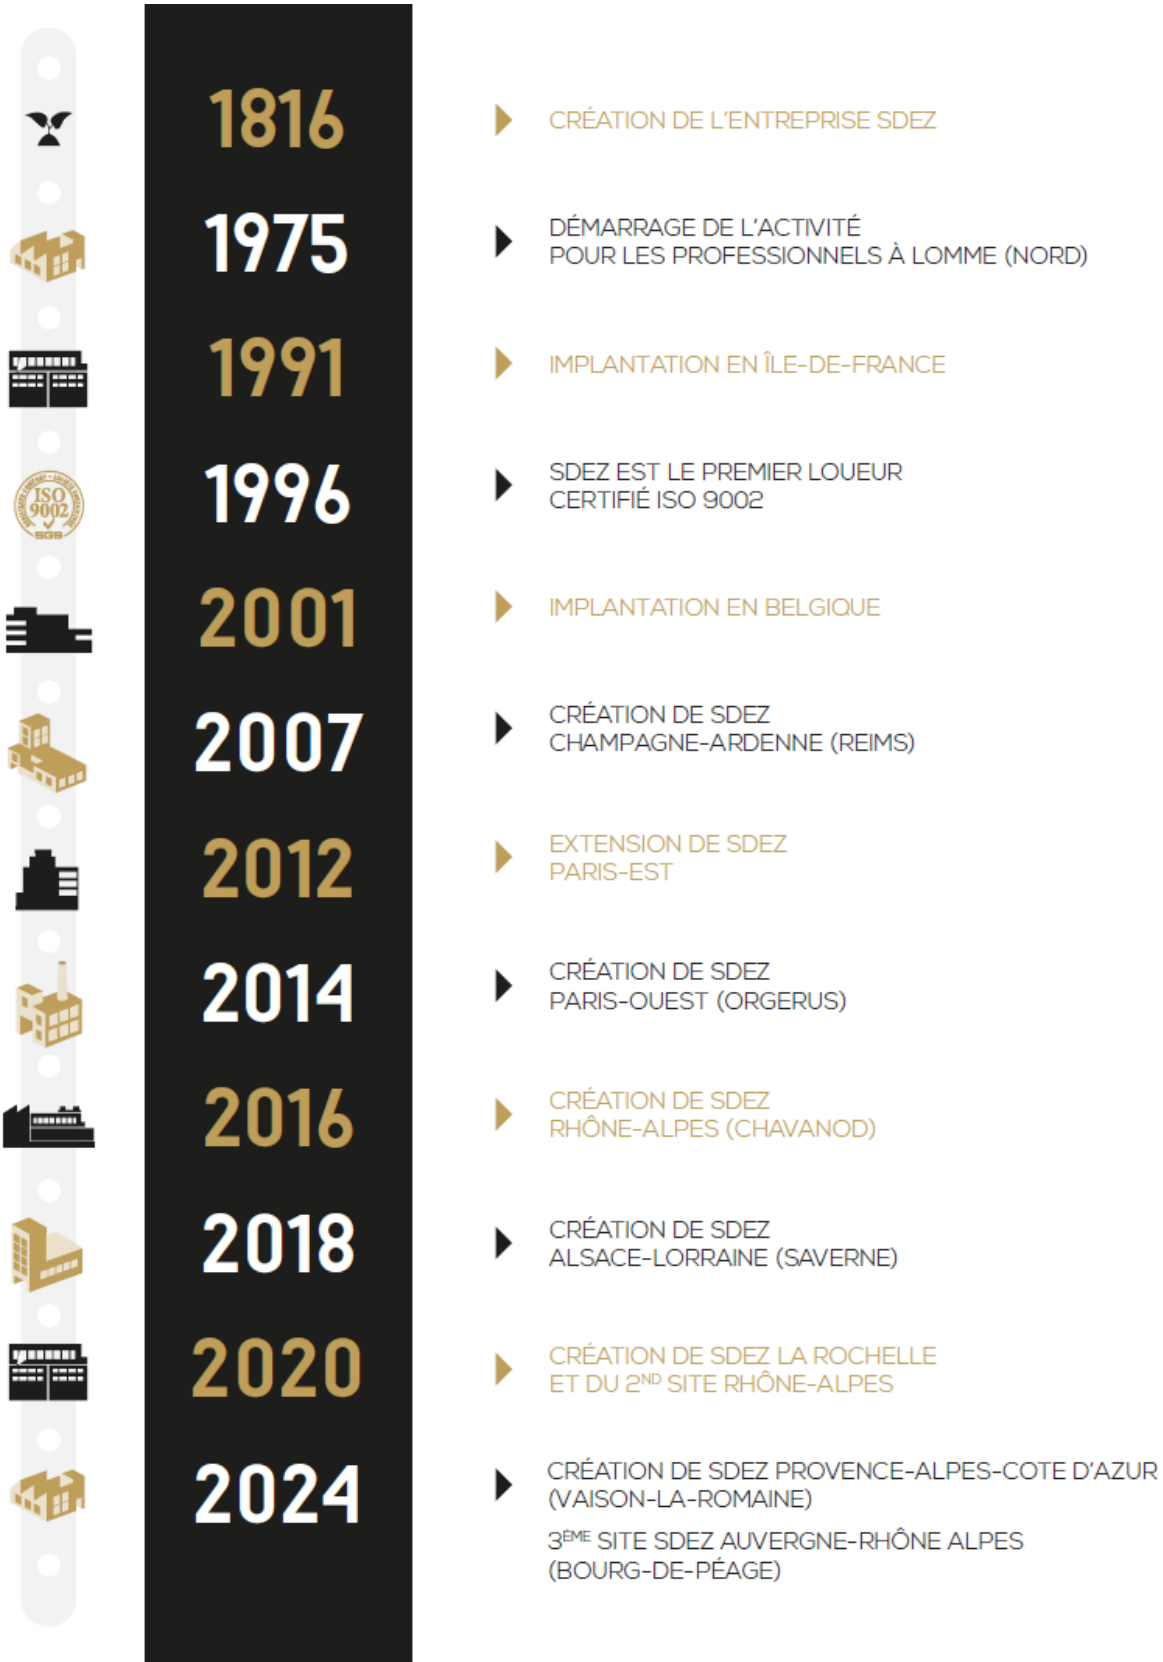 1816
CRÉATION DE L'ENTREPRISE SDEZ
1975
DÉMARRAGE DE L'ACTIVITÉ
POUR LES PROFESSIONNELS À LOMME (NORD)
1991
IMPLANTATION EN ÎLE-DE-FRANCE
ISO
9002
SGS
1996
SDEZ EST LE PREMIER LOUEUR
CERTIFIÉ ISO 9002
2001
IMPLANTATION EN BELGIQUE
2007
CRÉATION DE SDEZ
CHAMPAGNE-ARDENNE (REIMS)
2012
EXTENSION DE SDEZ
PARIS-EST
2014
CRÉATION DE SDEZ
PARIS-OUEST (ORGERUS)
2016
CRÉATION DE SDEZ
RHÔNE-ALPES (CHAVANOD)
2018
CRÉATION DE SDEZ
ALSACE-LORRAINE (SAVERNE)
2020
CRÉATION DE SDEZ LA ROCHELLE
ET DU 2ND SITE RHÔNE-ALPES
2024
CRÉATION DE SDEZ PROVENCE-ALPES-COTE D'AZUR
(VAISON-LA-ROMAINE)
3ÈME SITE SDEZ AUVERGNE-RHÔNE ALPES
(BOURG-DE-PÉAGE)